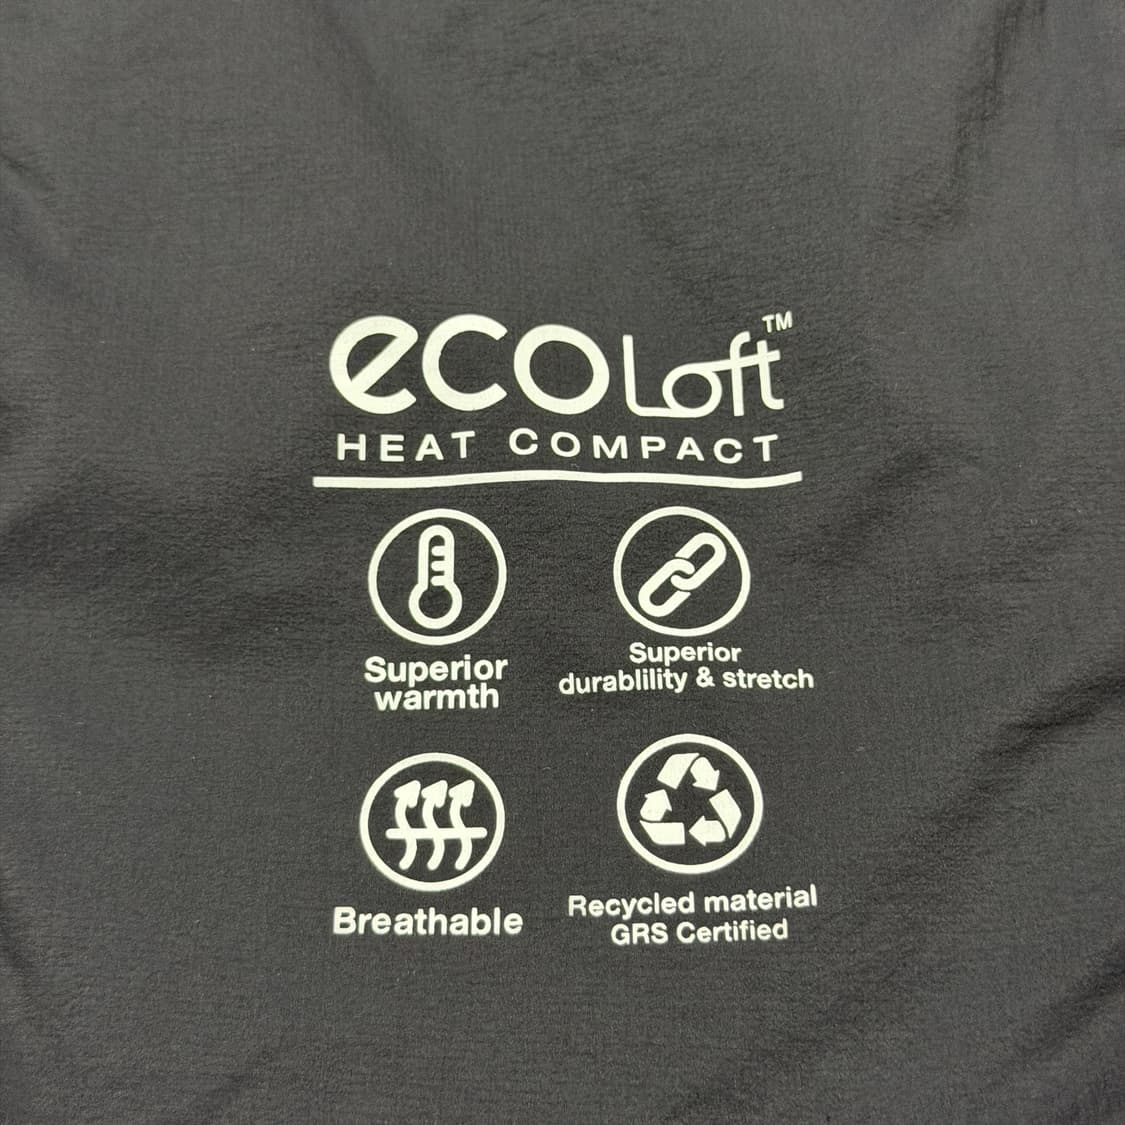 ecoLoft™
HEAT COMPACT
Superior
warmth
Superior
durablility & stretch
Breathable
Recycled material
GRS Certified